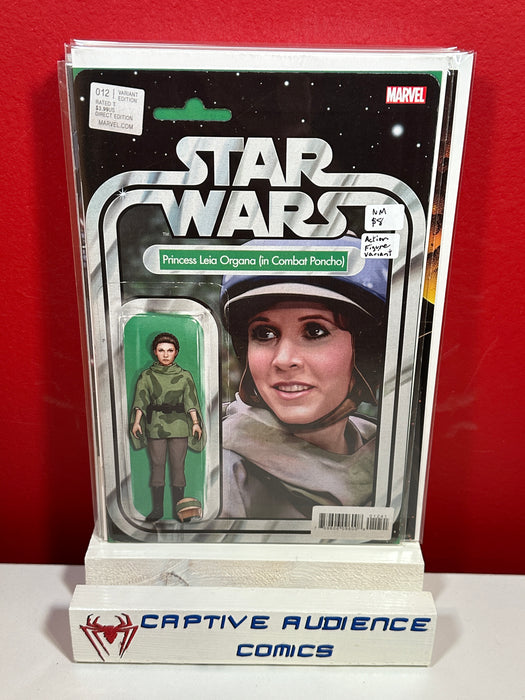 012 VARIANT EDITION
RATED T
$3.99US
DIRECT EDITION
MARVEL.COM
MARVEL
STAR
WARS
TM
NM
$8
Action
Figure
Variant
Princess Leia Organa (in Combat Poncho)
CAPTIVE AUDIENCE
COMICS